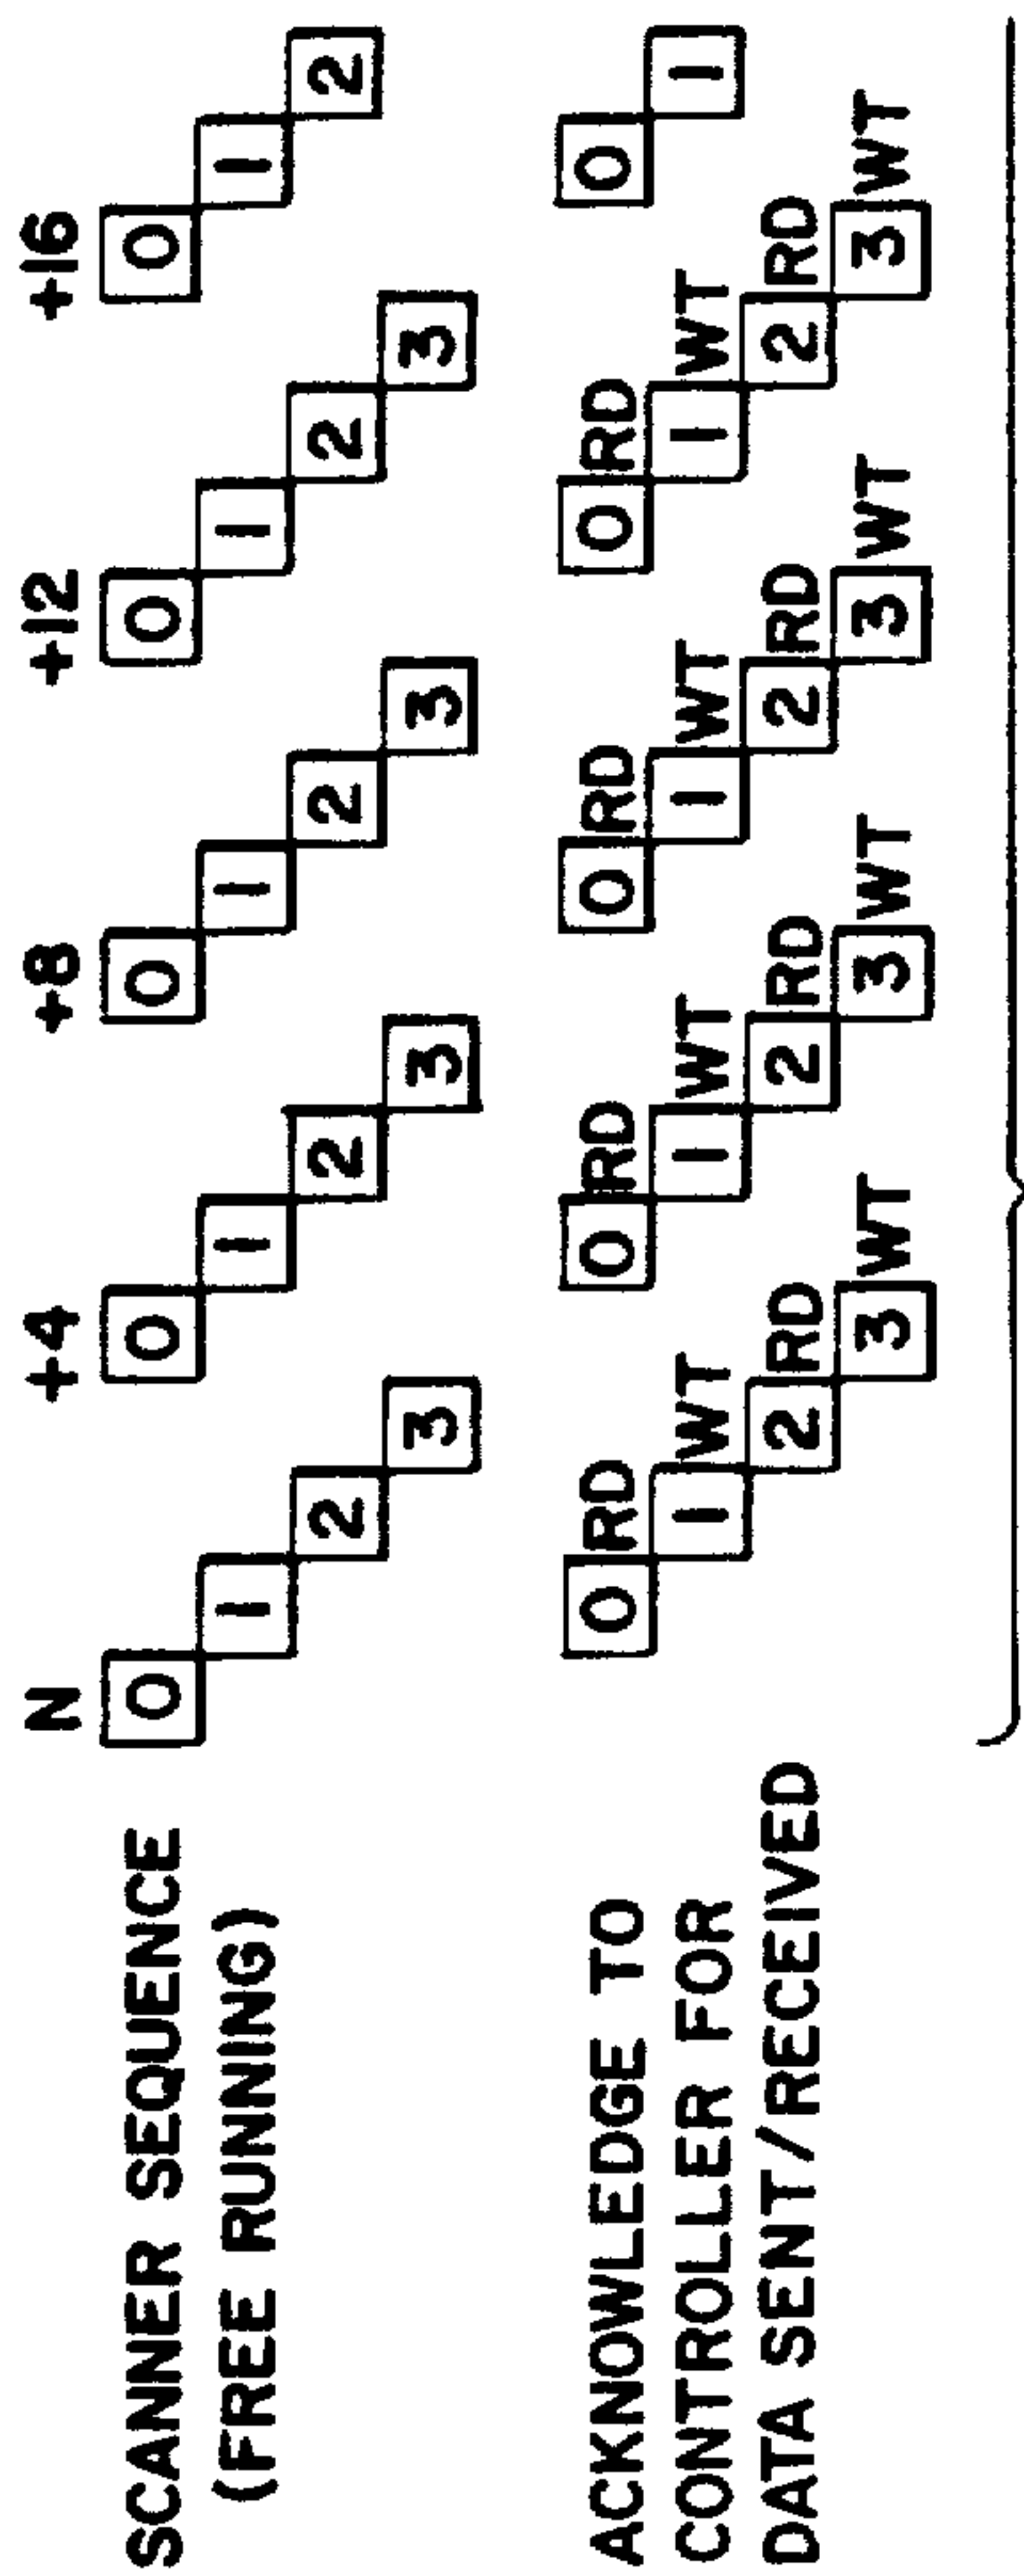 N +4 +8 +12 +16
SCANNER SEQUENCE 0 0 0 0 0
(FREE RUNNING) 1 1 1 1 1
2 2 2 2 2
3 3 3 3
ACKNOWLEDGE TO 0 RD 0 RD 0 RD 0 RD 0
CONTROLLER FOR 1 WT 1 WT 1 WT 1 WT 1
DATA SENT/RECEIVED 2 RD 2 RD 2 RD 2 RD
3 WT 3 WT 3 WT 3 WT